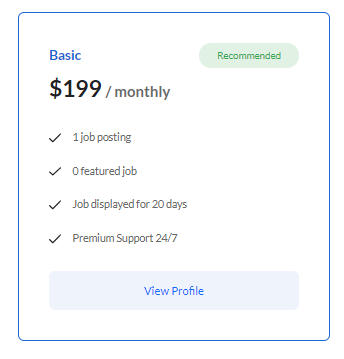 Basic
Recommended
$199 / monthly
1 job posting
0 featured job
Job displayed for 20 days
Premium Support 24/7
View Profile